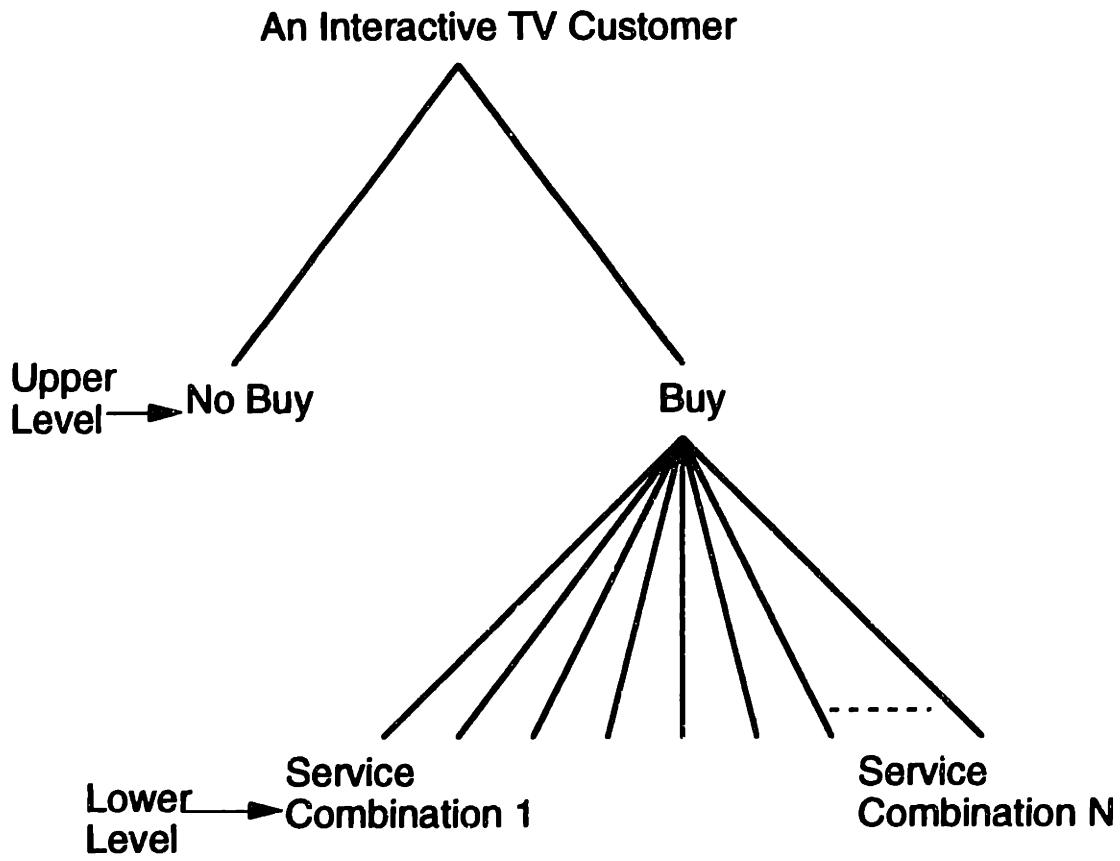 An Interactive TV Customer
Upper
Level
No Buy
Buy
Lower
Level
Service
Combination 1
Service
Combination N